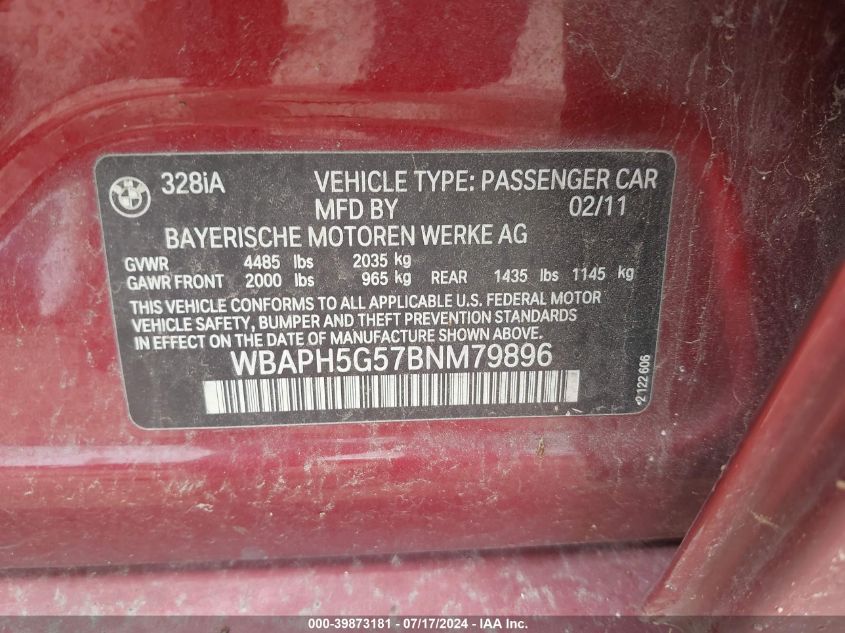 328iA VEHICLE TYPE: PASSENGER CAR
MFD BY 02/11
BAYERISCHE MOTOREN WERKE AG
GVWR 4485 lbs 2035 kg
GAWR FRONT 2000 lbs 965 kg REAR 1435 lbs 1145 kg
THIS VEHICLE CONFORMS TO ALL APPLICABLE U.S. FEDERAL MOTOR
VEHICLE SAFETY, BUMPER AND THEFT PREVENTION STANDARDS
IN EFFECT ON THE DATE OF MANUFACTURE SHOWN ABOVE.
WBAPH5G57BNM79896
2 122 606
BMW
000-39873181 / 07/17/2024 / IAA Inc.